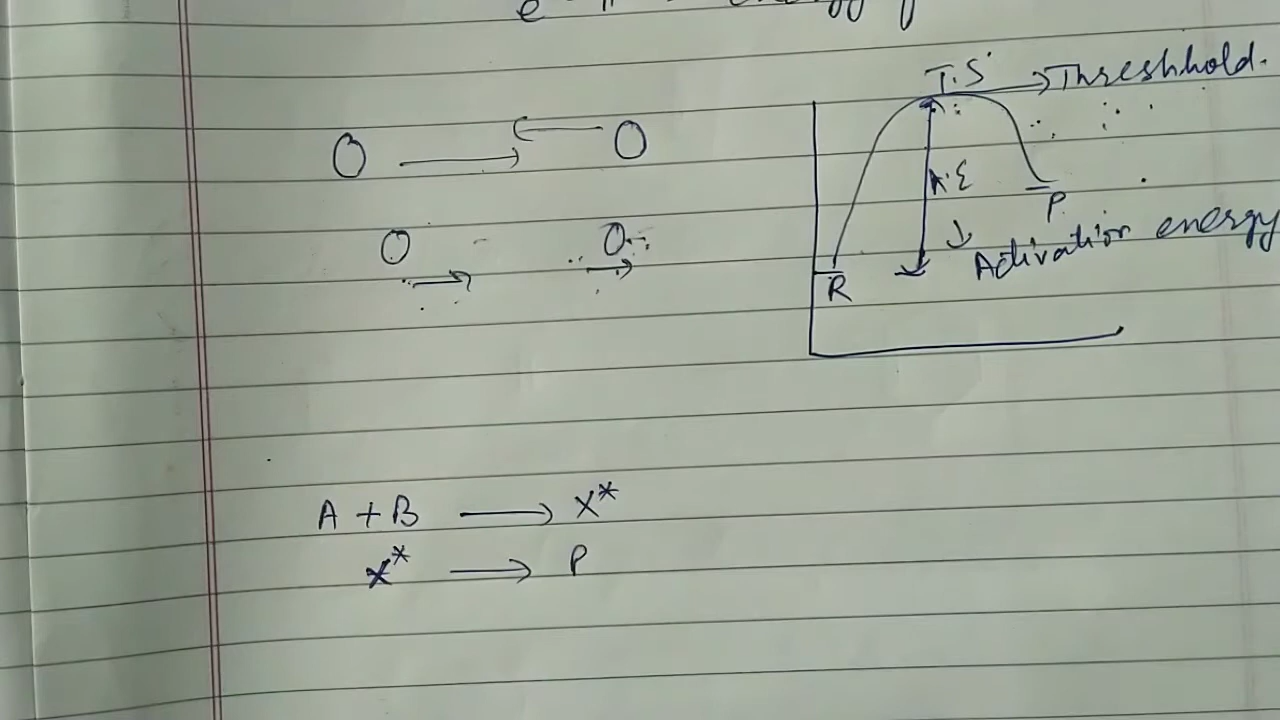 T.S → Threshhold.
A.E
P
↓
Activation energy
R
A + B → X*
X* → P